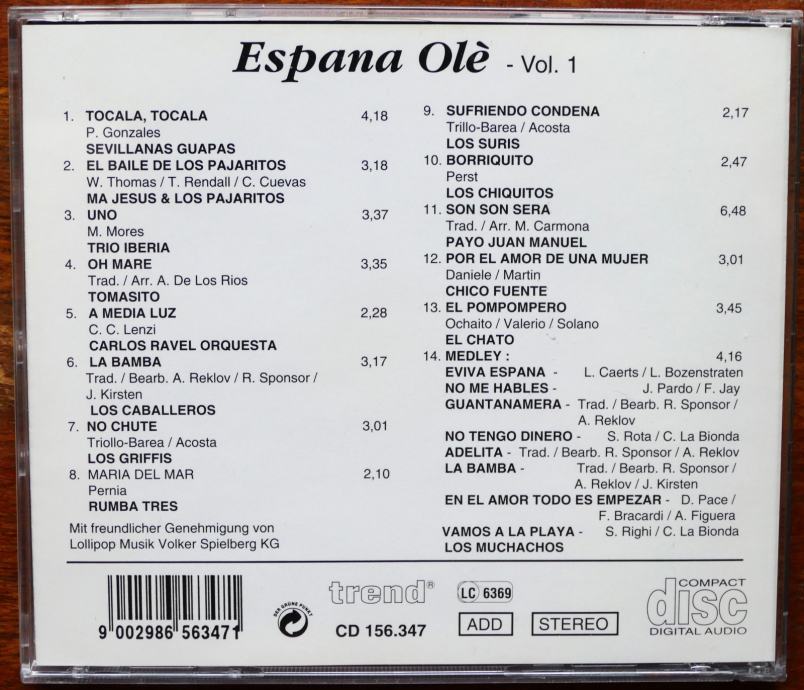 Espana Olè - Vol. 1
1. TOCALA, TOCALA 4,18
P. Gonzales
SEVILLANAS GUAPAS
2. EL BAILE DE LOS PAJARITOS 3,18
W. Thomas / T. Rendall / C. Cuevas
MA JESUS & LOS PAJARITOS
3. UNO 3,37
M. Mores
TRIO IBERIA
4. OH MARE 3,35
Trad. / Arr. A. De Los Rios
TOMASITO
5. A MEDIA LUZ 2,28
C. C. Lenzi
CARLOS RAVEL ORQUESTA
6. LA BAMBA 3,17
Trad. / Bearb. A. Reklov / R. Sponsor /
J. Kirsten
LOS CABALLEROS
7. NO CHUTE 3,01
Triollo-Barea / Acosta
LOS GRIFFIS
8. MARIA DEL MAR 2,10
Pernia
RUMBA TRES
Mit freundlicher Genehmigung von
Lollipop Musik Volker Spielberg KG
9. SUFRIENDO CONDENA 2,17
Trillo-Barea / Acosta
LOS SURIS
10. BORRIQUITO 2,47
Perst
LOS CHIQUITOS
11. SON SON SERA 6,48
Trad. / Arr. M. Carmona
PAYO JUAN MANUEL
12. POR EL AMOR DE UNA MUJER 3,01
Daniele / Martin
CHICO FUENTE
13. EL POMPOMPERO 3,45
Ochaito / Valerio / Solano
EL CHATO
14. MEDLEY : 4,16
EVIVA ESPANA - L. Caerts / L. Bozenstraten
NO ME HABLES - J. Pardo / F. Jay
GUANTANAMERA - Trad. / Bearb. R. Sponsor /
A. Reklov
NO TENGO DINERO - S. Rota / C. La Bionda
ADELITA - Trad. / Bearb. R. Sponsor / A. Reklov
LA BAMBA - Trad. / Bearb. R. Sponsor /
A. Reklov / J. Kirsten
EN EL AMOR TODO ES EMPEZAR - D. Pace /
F. Bracardi / A. Figuera
VAMOS A LA PLAYA - S. Righi / C. La Bionda
LOS MUCHACHOS
9 002986 563471
DER GRÜNE PUNKT
trend®
CD 156.347
LC 6369
ADD
STEREO
COMPACT
disc
DIGITAL AUDIO